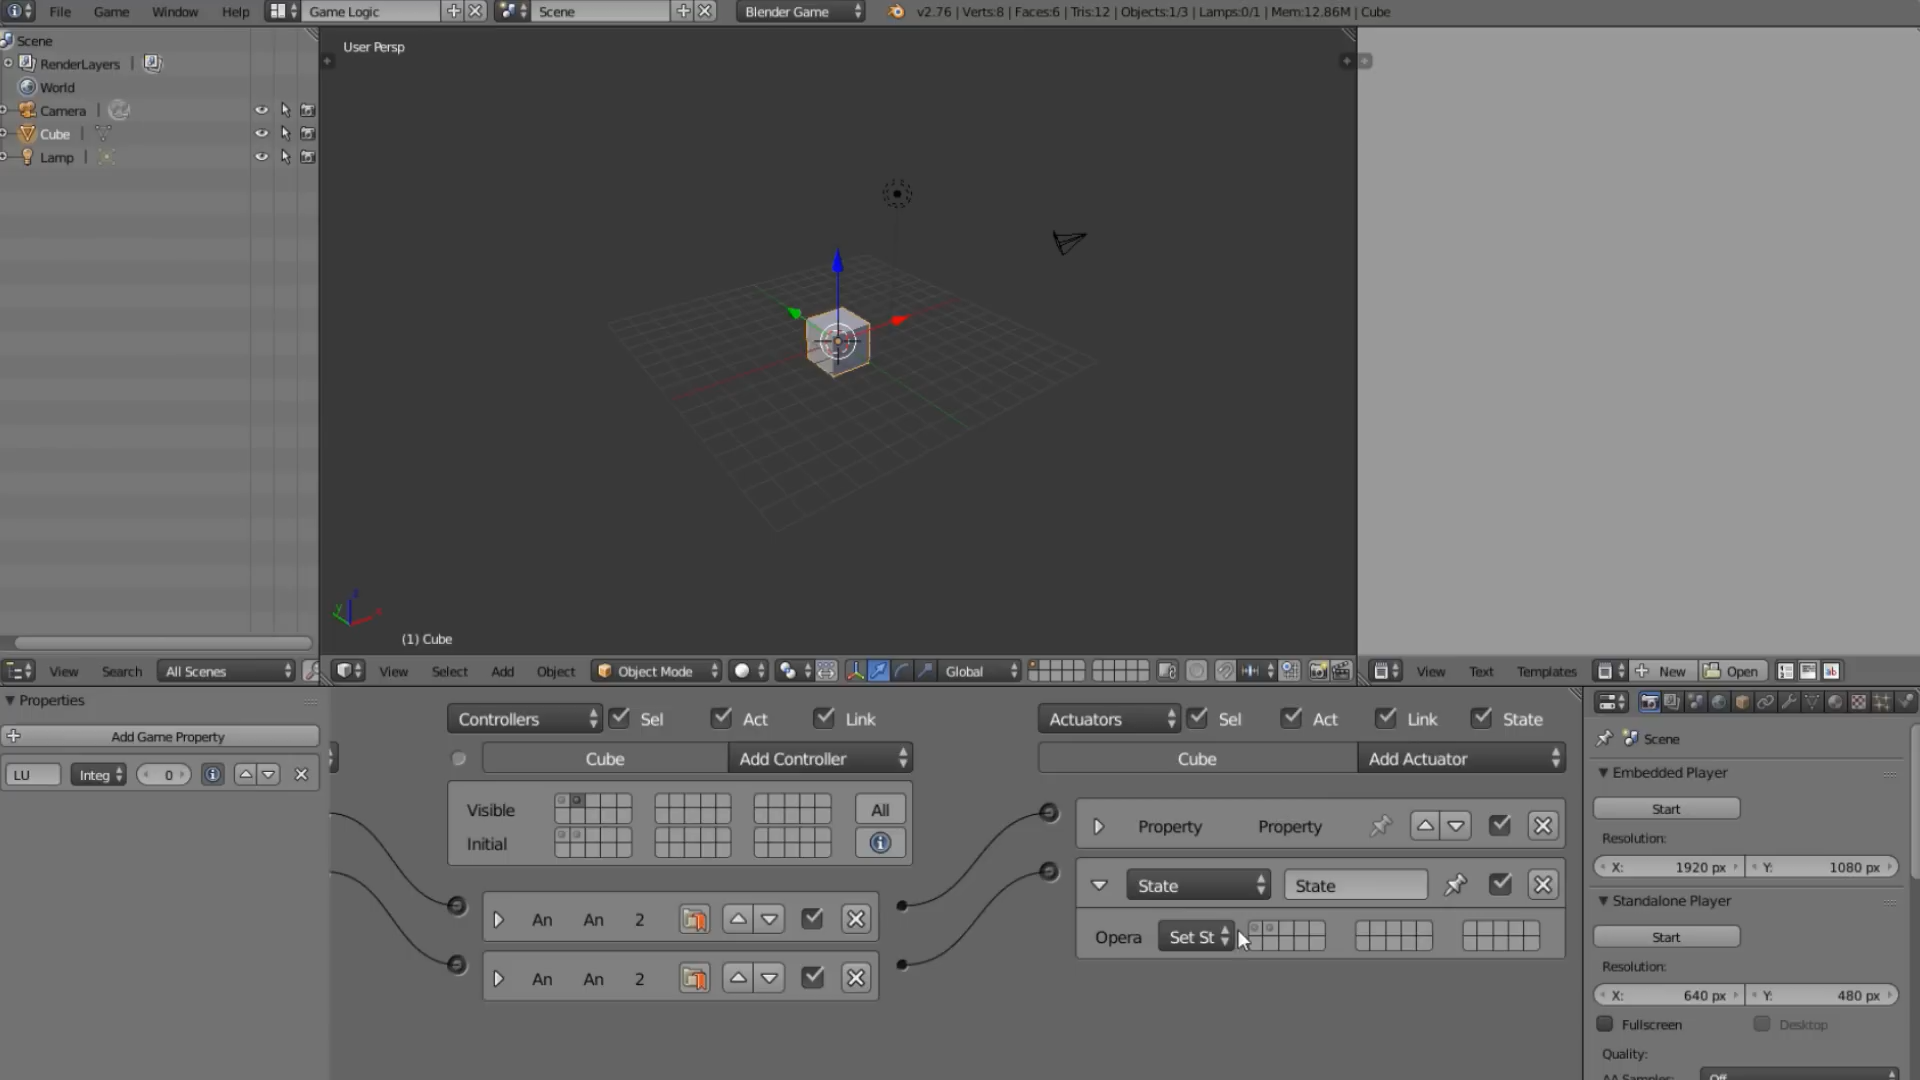 File Game Window Help Game Logic Scene Blender Game v2.76 | Verts:8 | Faces:6 | Tris:12 | Objects:1/3 | Lamps:0/1 | Mem:12.86M | Cube
Scene
RenderLayers |
World
Camera |
Cube |
Lamp |
User Persp
(1) Cube
View Search All Scenes
View Select Add Object Object Mode Global
View Text Templates New Open
Properties
Add Game Property
LU Integ 0
Controllers Sel Act Link
Cube Add Controller
Visible All
Initial
An An 2
An An 2
Actuators Sel Act Link State
Cube Add Actuator
Property Property
State State
Opera Set St
Scene
Embedded Player
Start
Resolution:
X: 1920 px Y: 1080 px
Standalone Player
Start
Resolution:
X: 640 px Y: 480 px
Fullscreen Desktop
Quality:
AA Samples: Off